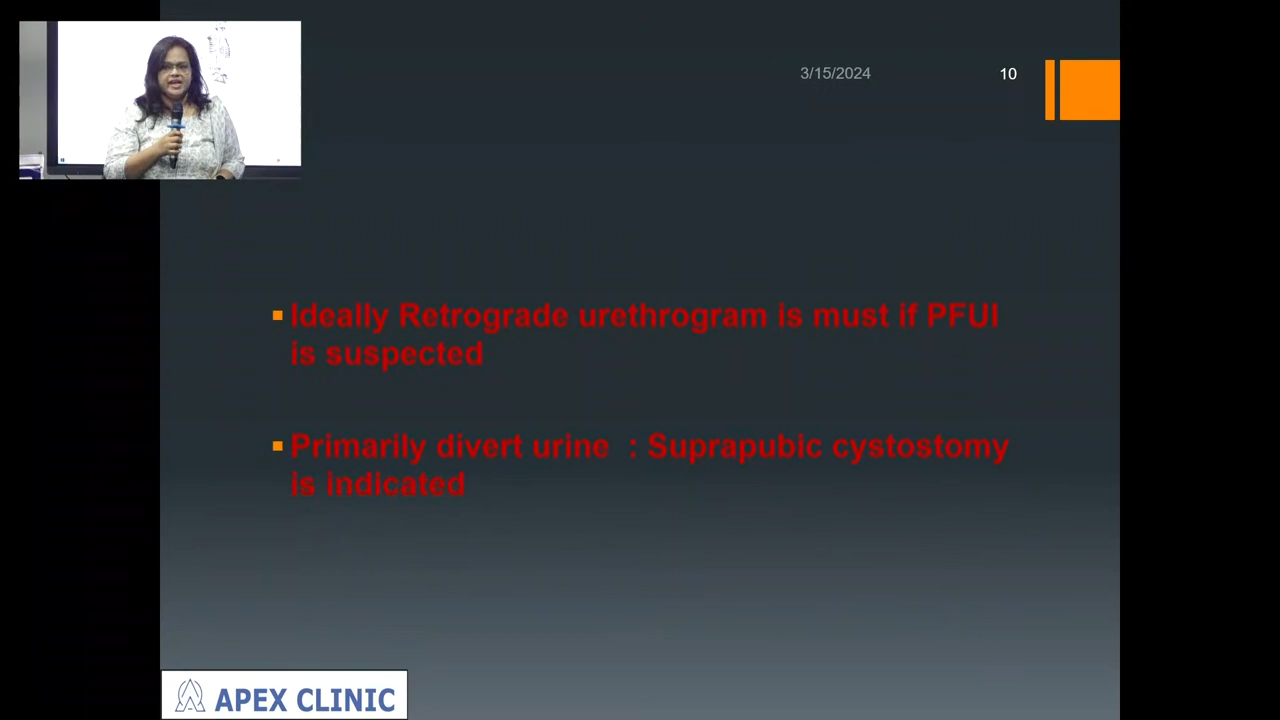 3/15/2024
10
Ideally Retrograde urethrogram is must if PFUI
is suspected
Primarily divert urine : Suprapubic cystostomy
is indicated
APEX CLINIC